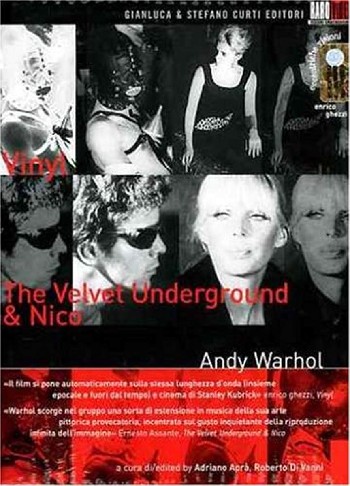 GIANLUCA & STEFANO CURTI EDITORI
RARO
enrico
ghezzi
Vinyl
The Velvet Underground
& Nico
Andy Warhol
«Il film si pone automaticamente sulla stessa lunghezza d'onda (insieme
epocale e fuori dal tempo) e cinema di Stanley Kubrick» enrico ghezzi, Vinyl
«Warhol scorge nel gruppo una sorta di estensione in musica della sua arte
pittorica provocatoria, incentrata sul gusto inquietante della riproduzione
infinita dell'immagine» Ernesto Assante, The Velvet Underground & Nico
a cura di/edited by Adriano Aprà, Roberto Di Vanni